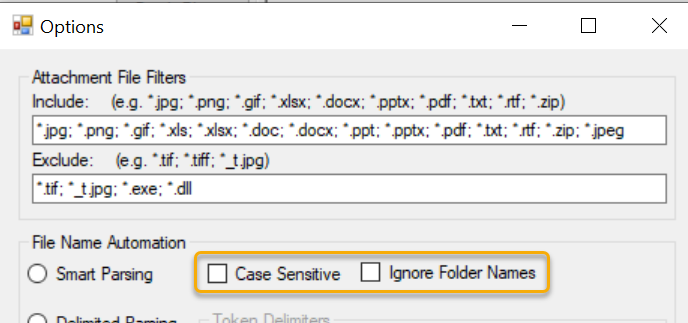 Options
Attachment File Filters
Include: (e.g. *.jpg; *.png; *.gif; *.xlsx; *.docx; *.pptx; *.pdf; *.txt; *.rtf; *.zip)
*.jpg; *.png; *.gif; *.xls; *.xlsx; *.doc; *.docx; *.ppt; *.pptx; *.pdf; *.txt; *.rtf; *.zip; *.jpeg
Exclude: (e.g. *.tif; *.tiff; *_t.jpg)
*.tif; *_t.jpg; *.exe; *.dll
File Name Automation
Smart Parsing Case Sensitive Ignore Folder Names
Delimited Parsing Token Delimiters